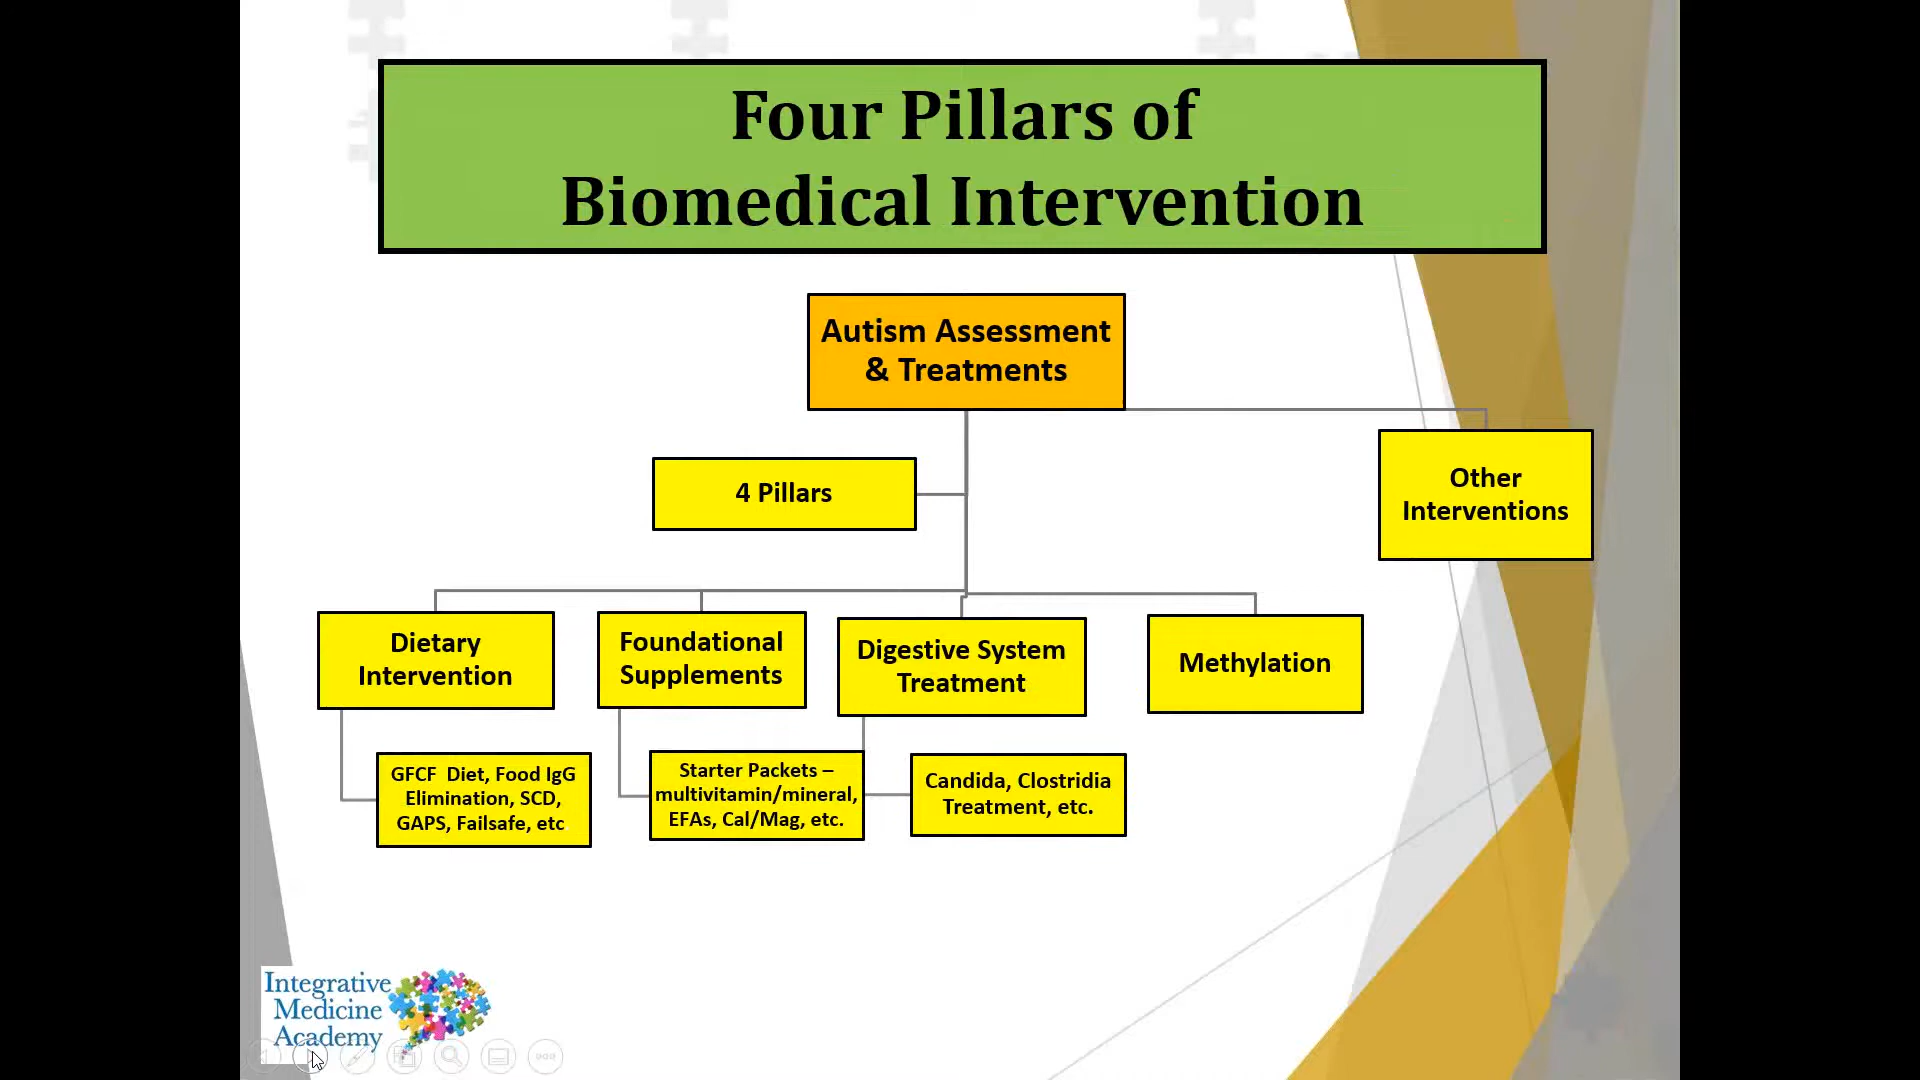 Four Pillars of
Biomedical Intervention
Autism Assessment
& Treatments
4 Pillars
Other
Interventions
Dietary
Intervention
Foundational
Supplements
Digestive System
Treatment
Methylation
GFCF Diet, Food IgG
Elimination, SCD,
GAPS, Failsafe, etc
Starter Packets –
multivitamin/mineral,
EFAs, Cal/Mag, etc.
Candida, Clostridia
Treatment, etc.
Integrative
Medicine
Academy